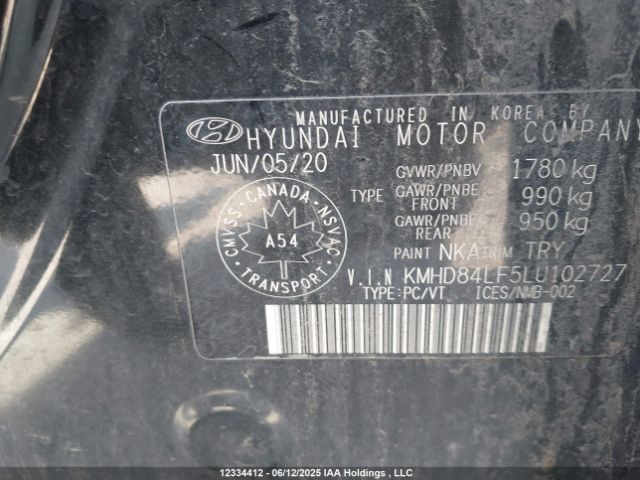 MANUFACTURED IN KOREA BY
HYUNDAI MOTOR COMPANY
JUN/05/20
GVWR/PNBV 1780 kg
TYPE GAWR/PNBE FRONT 990 kg
GAWR/PNBE REAR 950 kg
CANADA
CMVSS NSVAC
A54
TRANSPORT
PAINT NKA TRIM TRY
V.I.N KMHD84LF5LU102727
TYPE:PC/VT ICES/NMB-002
12334412 - 06/12/2025 IAA Holdings , LLC